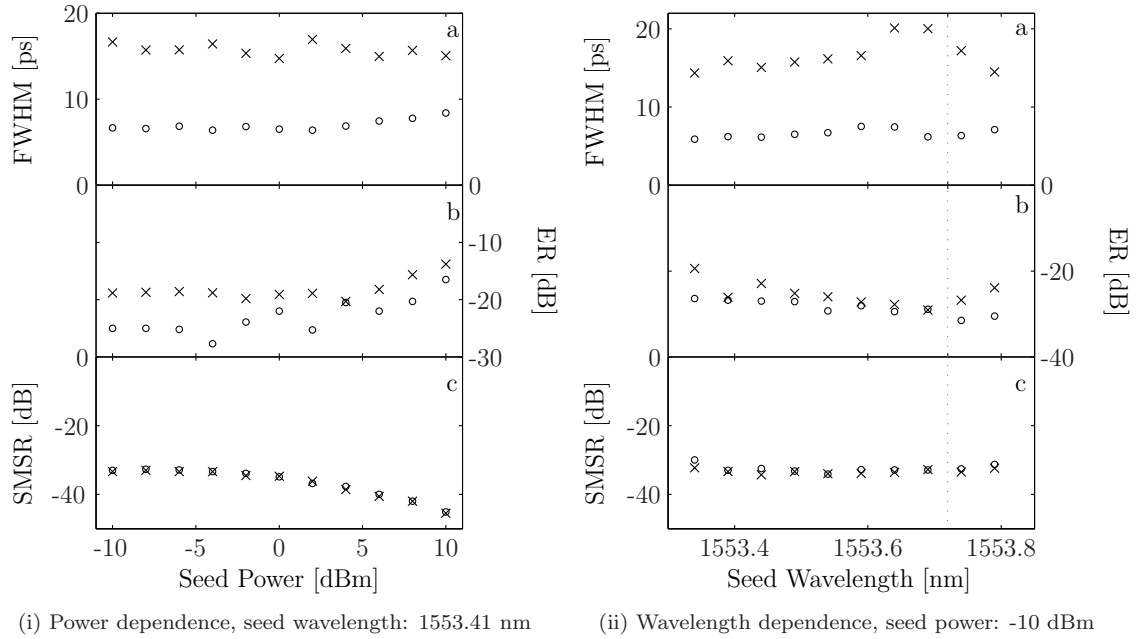 20
10
0
FWHM [ps]
a
0
-10
-20
-30
ER [dB]
b
0
-20
-40
SMSR [dB]
c
-10
-5
0
5
10
Seed Power [dBm]
(i) Power dependence, seed wavelength: 1553.41 nm
20
10
0
FWHM [ps]
a
0
-20
-40
ER [dB]
b
0
-20
-40
SMSR [dB]
c
1553.4
1553.6
1553.8
Seed Wavelength [nm]
(ii) Wavelength dependence, seed power: -10 dBm